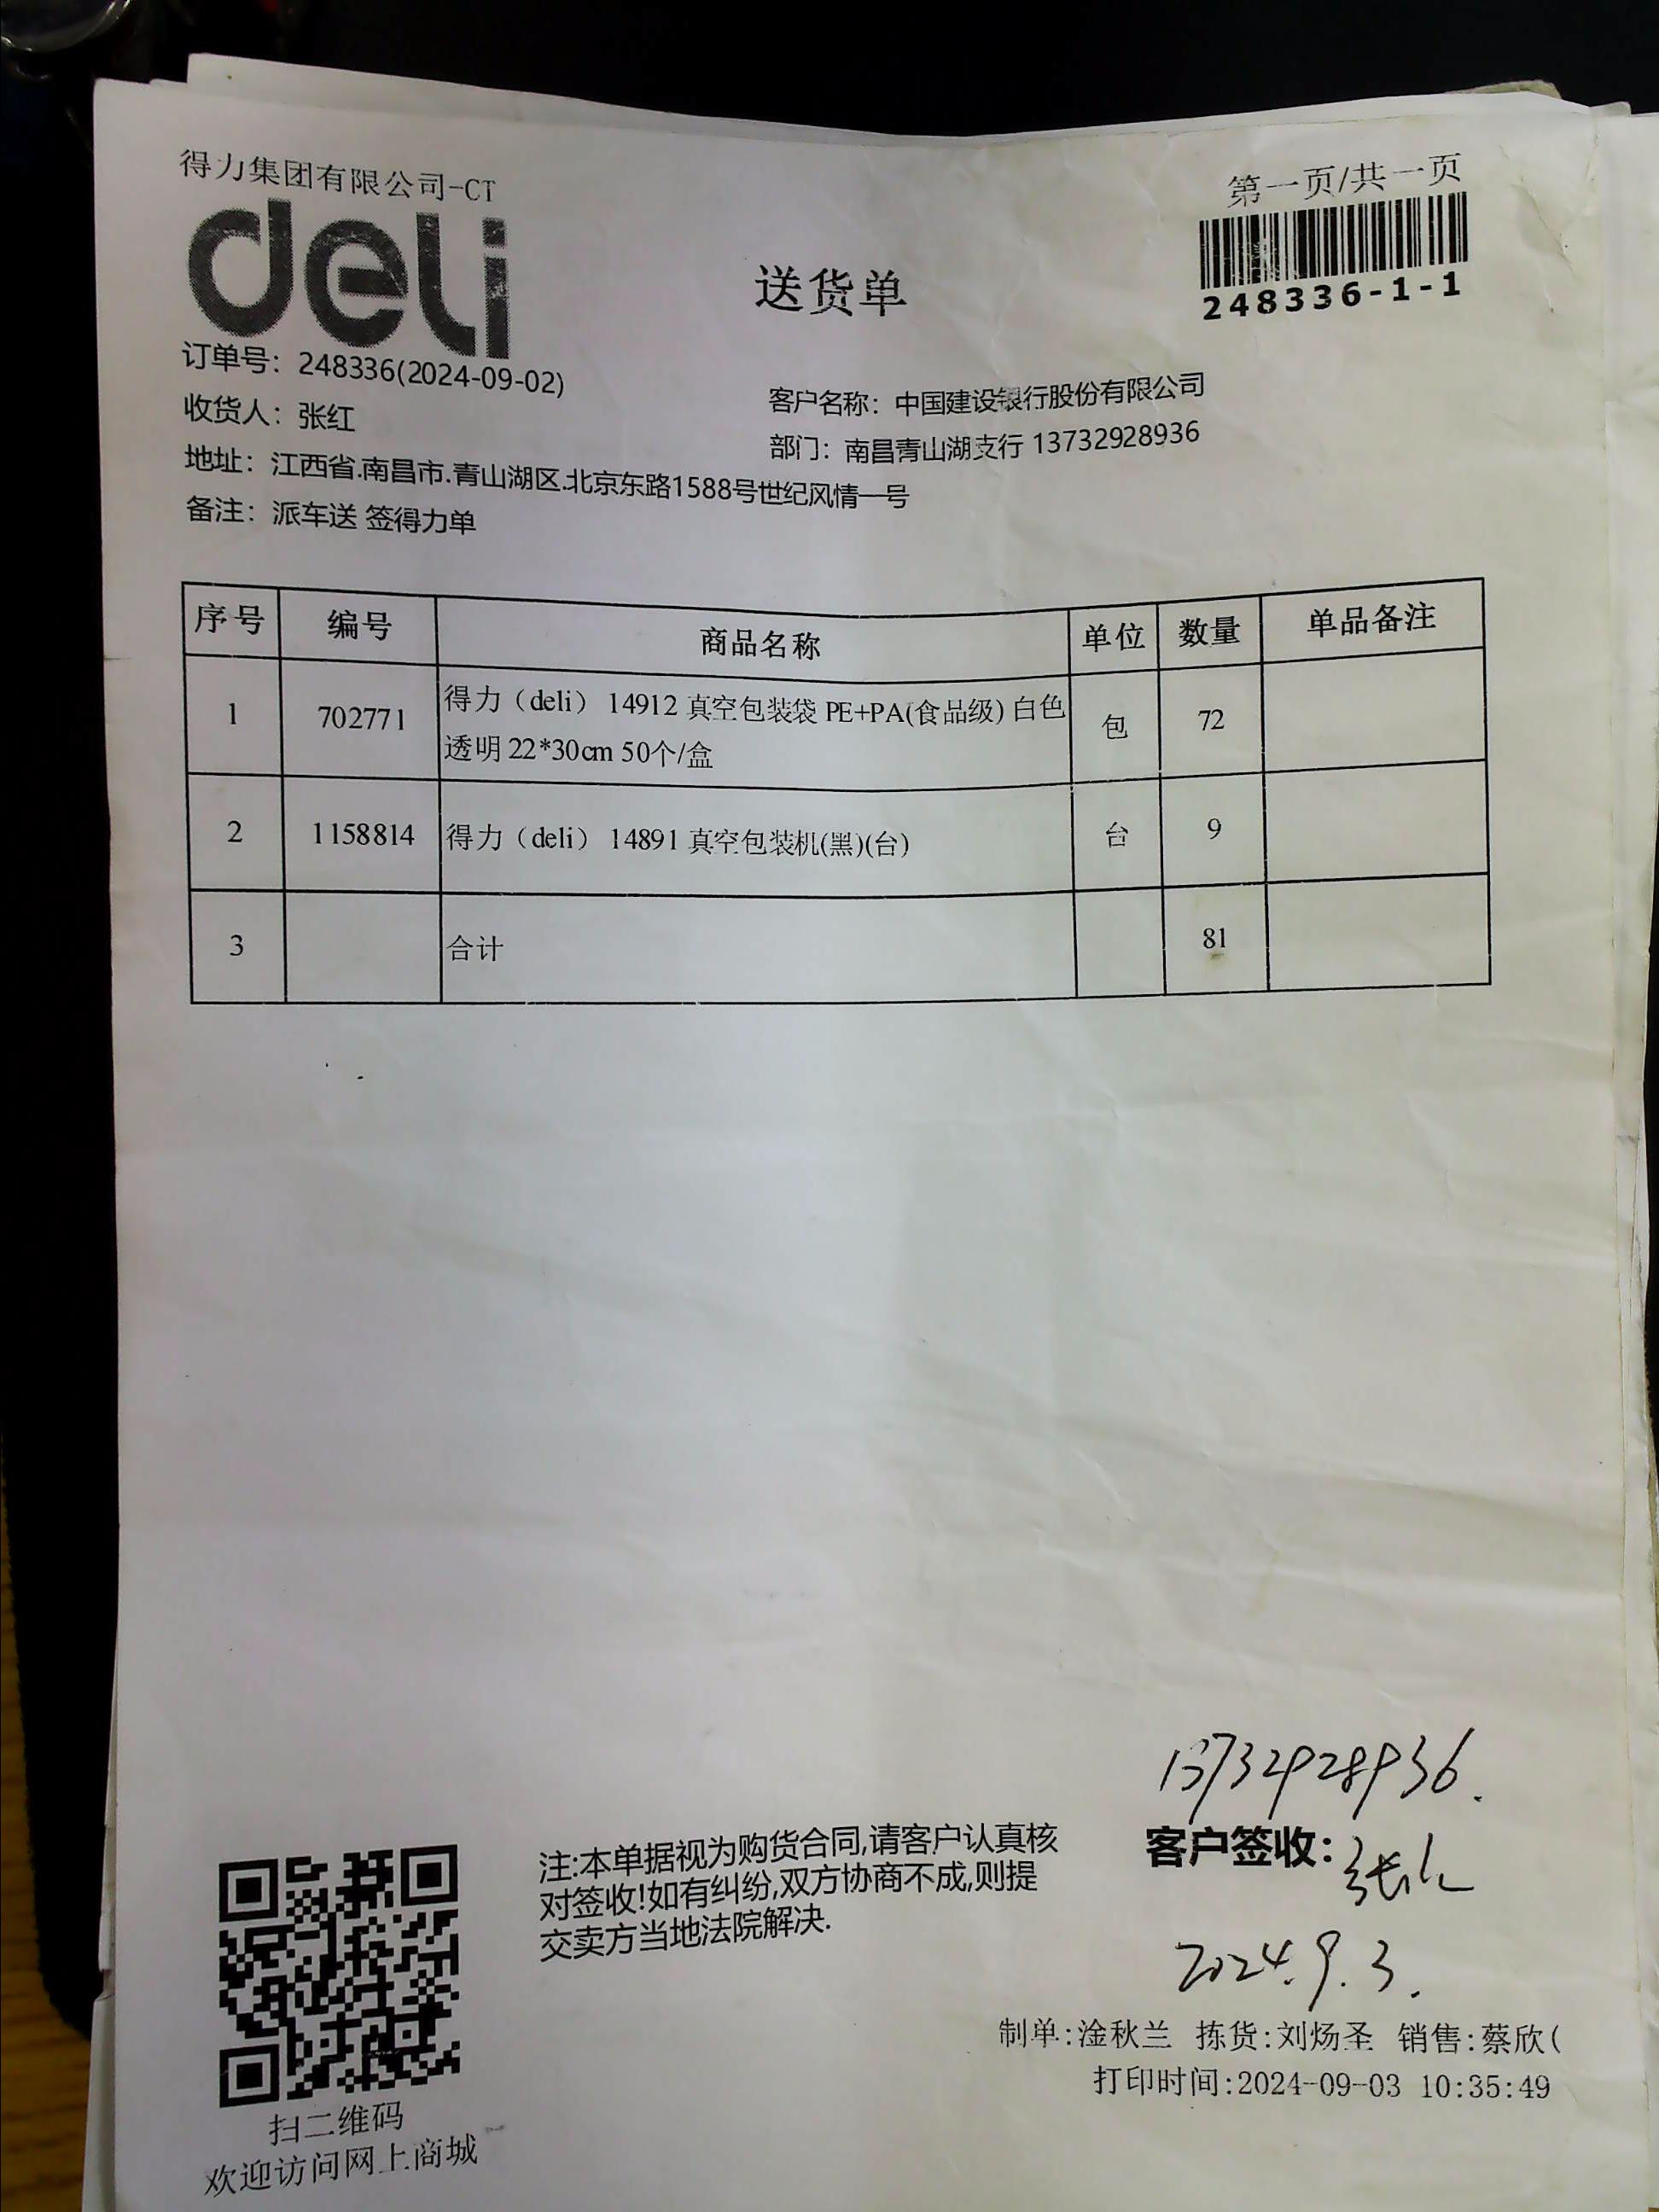 得力集团有限公司-CT
第一页/共一页
deli
送货单
248336-1-1
订单号：248336(2024-09-02)
收货人：张红
客户名称：中国建设银行股份有限公司
部门：南昌青山湖支行 13732928936
地址：江西省.南昌市.青山湖区.北京东路1588号世纪风情一号
备注：派车送 签得力单
序号 编号 商品名称 单位 数量 单品备注
1 702771 得力（deli） 14912 真空包装袋 PE+PA(食品级) 白色 包 72
透明 22*30cm 50个/盒
2 1158814 得力（deli） 14891 真空包装机(黑)(台) 台 9
3 合计 81
13732928936.
客户签收：张红
2024.9.3.
注:本单据视为购货合同,请客户认真核
对签收!如有纠纷,双方协商不成,则提
交卖方当地法院解决.
制单:淦秋兰 拣货:刘炀圣 销售:蔡欣(
打印时间:2024-09-03 10:35:49
扫二维码
欢迎访问网上商城